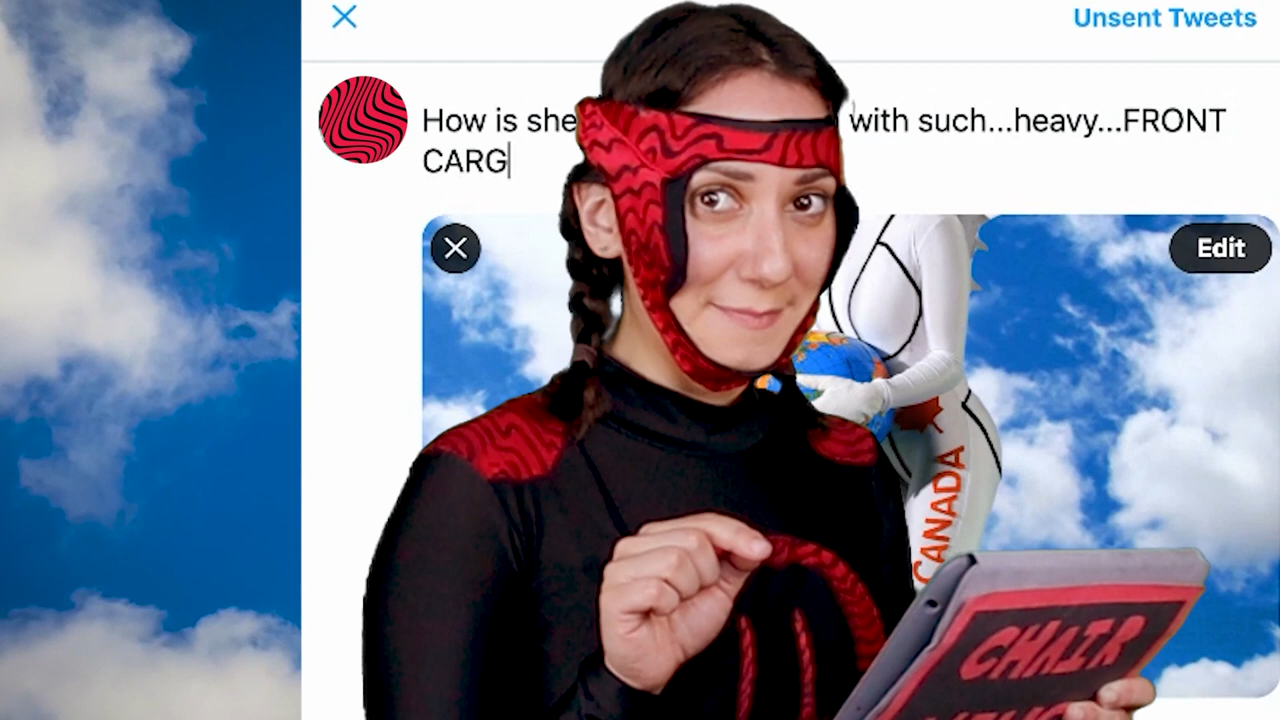 Unsent Tweets
How is she with such...heavy...FRONT
CARG
Edit
CANADA
CHAIR